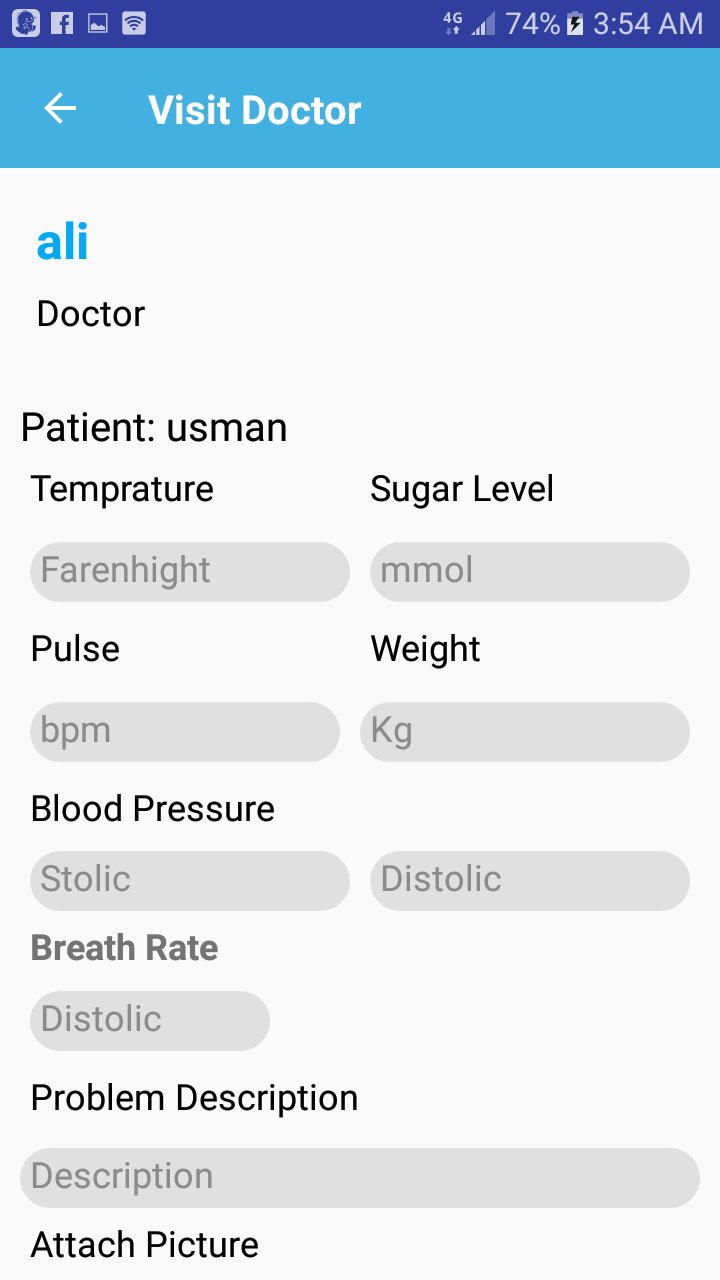 4G 74% 3:54 AM
Visit Doctor
ali
Doctor
Patient: usman
Temprature Sugar Level
Farenhight mmol
Pulse Weight
bpm Kg
Blood Pressure
Stolic Distolic
Breath Rate
Distolic
Problem Description
Description
Attach Picture